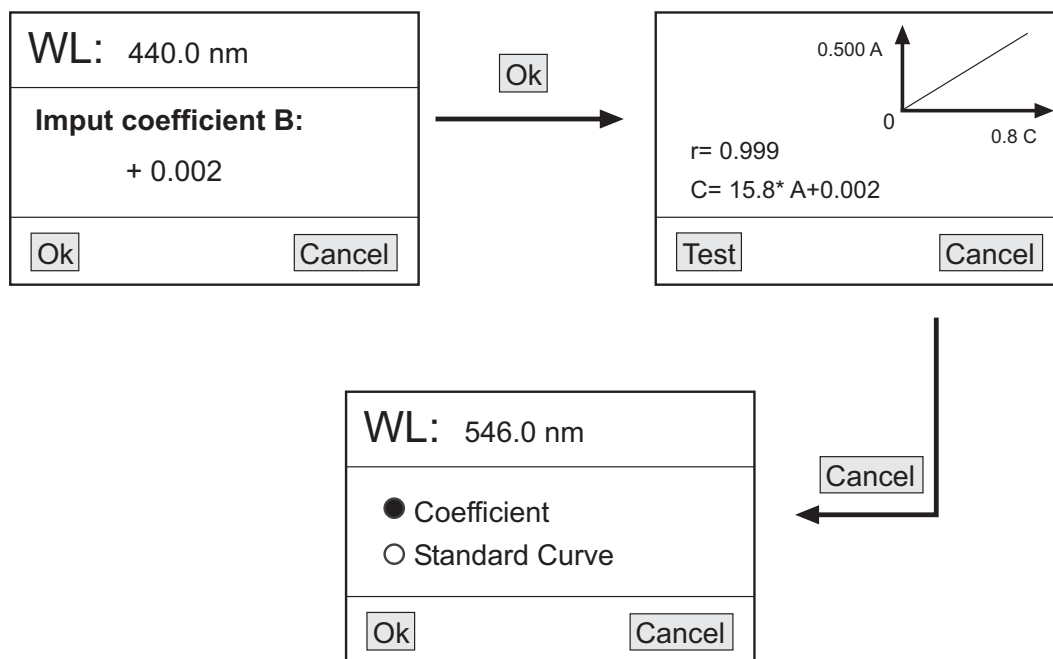 WL: 440.0 nm
Imput coefficient B:
+ 0.002
Ok Cancel
Ok
0.500 A
0
0.8 C
r= 0.999
C= 15.8* A+0.002
Test Cancel
Cancel
WL: 546.0 nm
Coefficient
Standard Curve
Ok Cancel